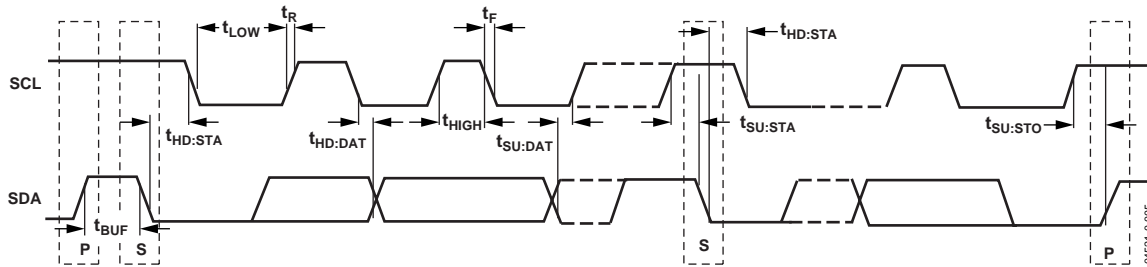 tR
tF
tLOW
tHD:STA
SCL
tHD:STA
tHD:DAT
tHIGH
tSU:DAT
tSU:STA
tSU:STO
SDA
tBUF
P
S
S
P